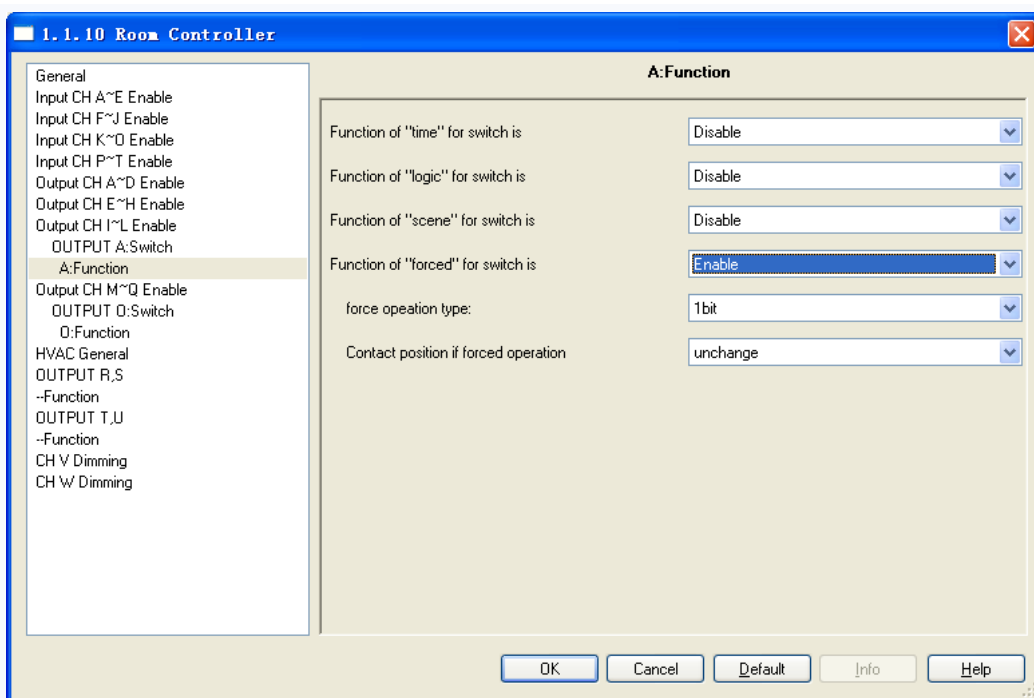 1.1.10 Room Controller
General
Input CH A~E Enable
Input CH F~J Enable
Input CH K~O Enable
Input CH P~T Enable
Output CH A~D Enable
Output CH E~H Enable
Output CH I~L Enable
OUTPUT A:Switch
A:Function
Output CH M~Q Enable
OUTPUT O:Switch
O:Function
HVAC General
OUTPUT R,S
--Function
OUTPUT T,U
--Function
CH V Dimming
CH W Dimming
A:Function
Function of "time" for switch is Disable
Function of "logic" for switch is Disable
Function of "scene" for switch is Disable
Function of "forced" for switch is Enable
force opeation type: 1bit
Contact position if forced operation unchange
OK Cancel Default Info Help